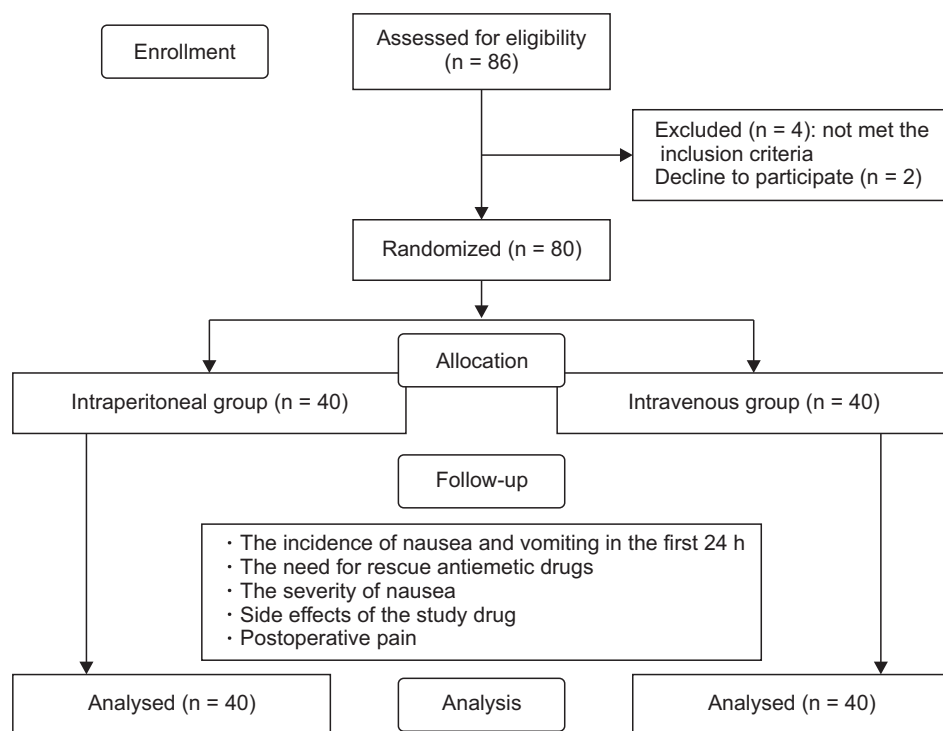 Enrollment
Assessed for eligibility
(n = 86)
Excluded (n = 4): not met the
inclusion criteria
Decline to participate (n = 2)
Randomized (n = 80)
Allocation
Intraperitoneal group (n = 40)
Intravenous group (n = 40)
Follow-up
· The incidence of nausea and vomiting in the first 24 h
· The need for rescue antiemetic drugs
· The severity of nausea
· Side effects of the study drug
· Postoperative pain
Analysed (n = 40)
Analysis
Analysed (n = 40)